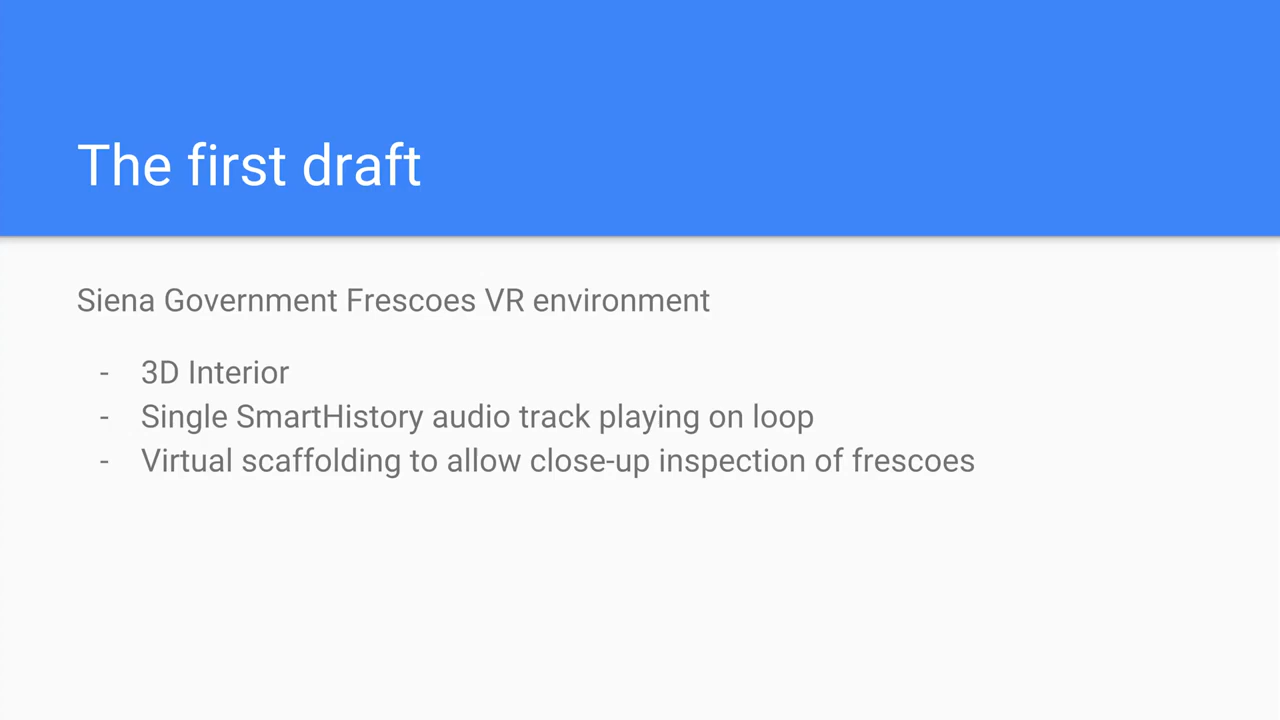 The first draft
Siena Government Frescoes VR environment
- 3D Interior
- Single SmartHistory audio track playing on loop
- Virtual scaffolding to allow close-up inspection of frescoes